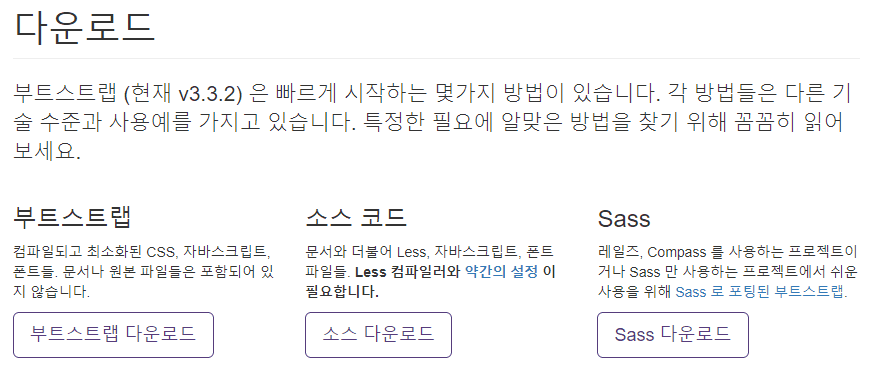 다운로드
부트스트랩 (현재 v3.3.2) 은 빠르게 시작하는 몇가지 방법이 있습니다. 각 방법들은 다른 기
술 수준과 사용예를 가지고 있습니다. 특정한 필요에 알맞은 방법을 찾기 위해 꼼꼼히 읽어
보세요.
부트스트랩
컴파일되고 최소화된 CSS, 자바스크립트,
폰트들. 문서나 원본 파일들은 포함되어 있
지 않습니다.
부트스트랩 다운로드
소스 코드
문서와 더불어 Less, 자바스크립트, 폰트
파일들. Less 컴파일러와 약간의 설정 이
필요합니다.
소스 다운로드
Sass
레일즈, Compass 를 사용하는 프로젝트이
거나 Sass 만 사용하는 프로젝트에서 쉬운
사용을 위해 Sass 로 포팅된 부트스트랩.
Sass 다운로드